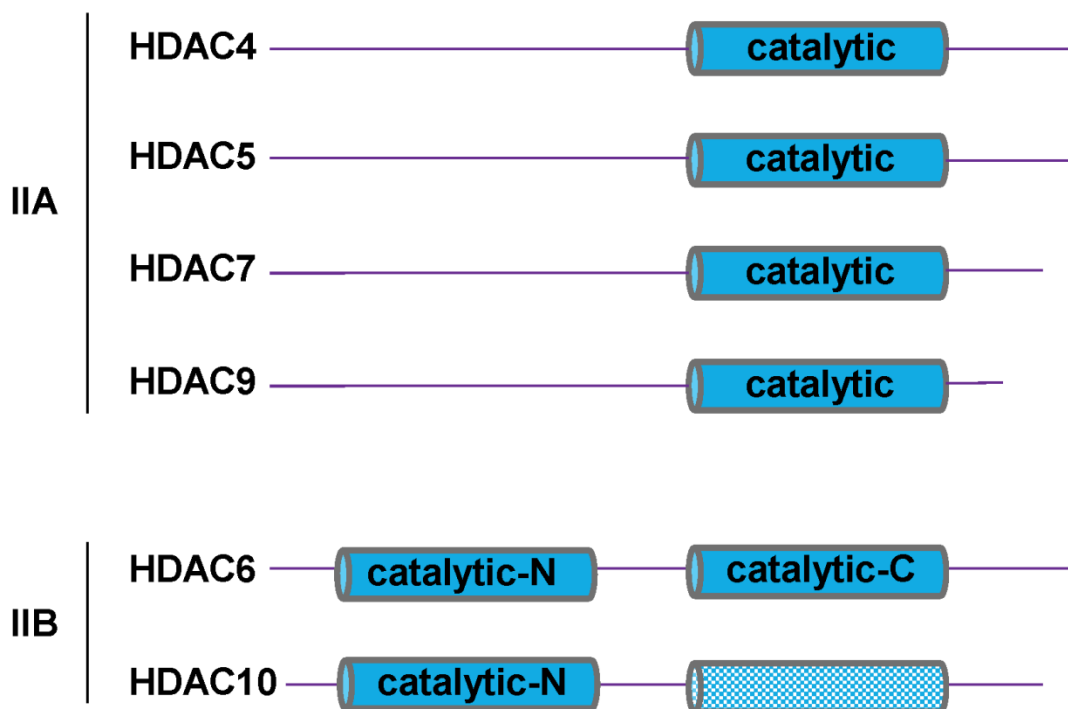 HDAC4 catalytic
HDAC5 catalytic
IIA
HDAC7 catalytic
HDAC9 catalytic
HDAC6 catalytic-N catalytic-C
IIB
HDAC10 catalytic-N